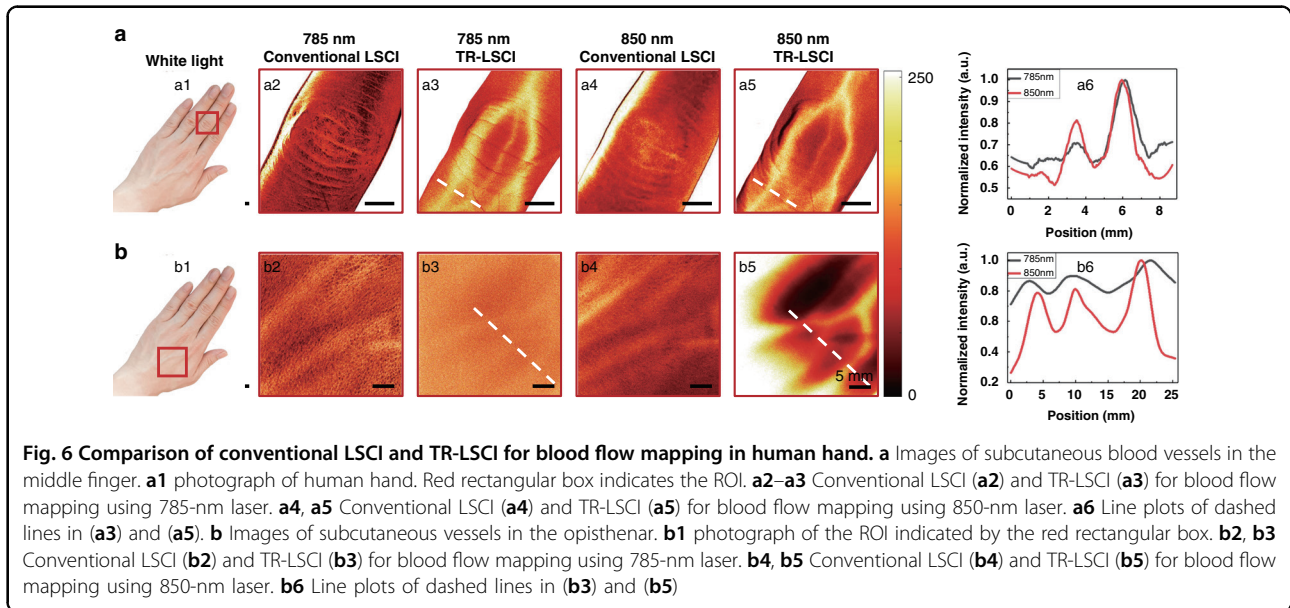 a
785 nm
Conventional LSCI
785 nm
TR-LSCI
850 nm
Conventional LSCI
850 nm
TR-LSCI
White light
a1
a2
a3
a4
a5
250
0
Normalized intensity (a.u.)
1.0
0.9
0.8
0.7
0.6
0.5
785nm
850nm
a6
0 2 4 6 8
Position (mm)
b
b1
b2
b3
b4
b5
5 mm
Normalized intensity (a.u.)
1.0
0.8
0.8
0.4
0.2
785nm
850nm
b6
0 5 10 15 20 25
Position (mm)
Fig. 6 Comparison of conventional LSCI and TR-LSCI for blood flow mapping in human hand. a Images of subcutaneous blood vessels in the
middle finger. a1 photograph of human hand. Red rectangular box indicates the ROI. a2–a3 Conventional LSCI (a2) and TR-LSCI (a3) for blood flow
mapping using 785-nm laser. a4, a5 Conventional LSCI (a4) and TR-LSCI (a5) for blood flow mapping using 850-nm laser. a6 Line plots of dashed
lines in (a3) and (a5). b Images of subcutaneous vessels in the opisthenar. b1 photograph of the ROI indicated by the red rectangular box. b2, b3
Conventional LSCI (b2) and TR-LSCI (b3) for blood flow mapping using 785-nm laser. b4, b5 Conventional LSCI (b4) and TR-LSCI (b5) for blood flow
mapping using 850-nm laser. b6 Line plots of dashed lines in (b3) and (b5)